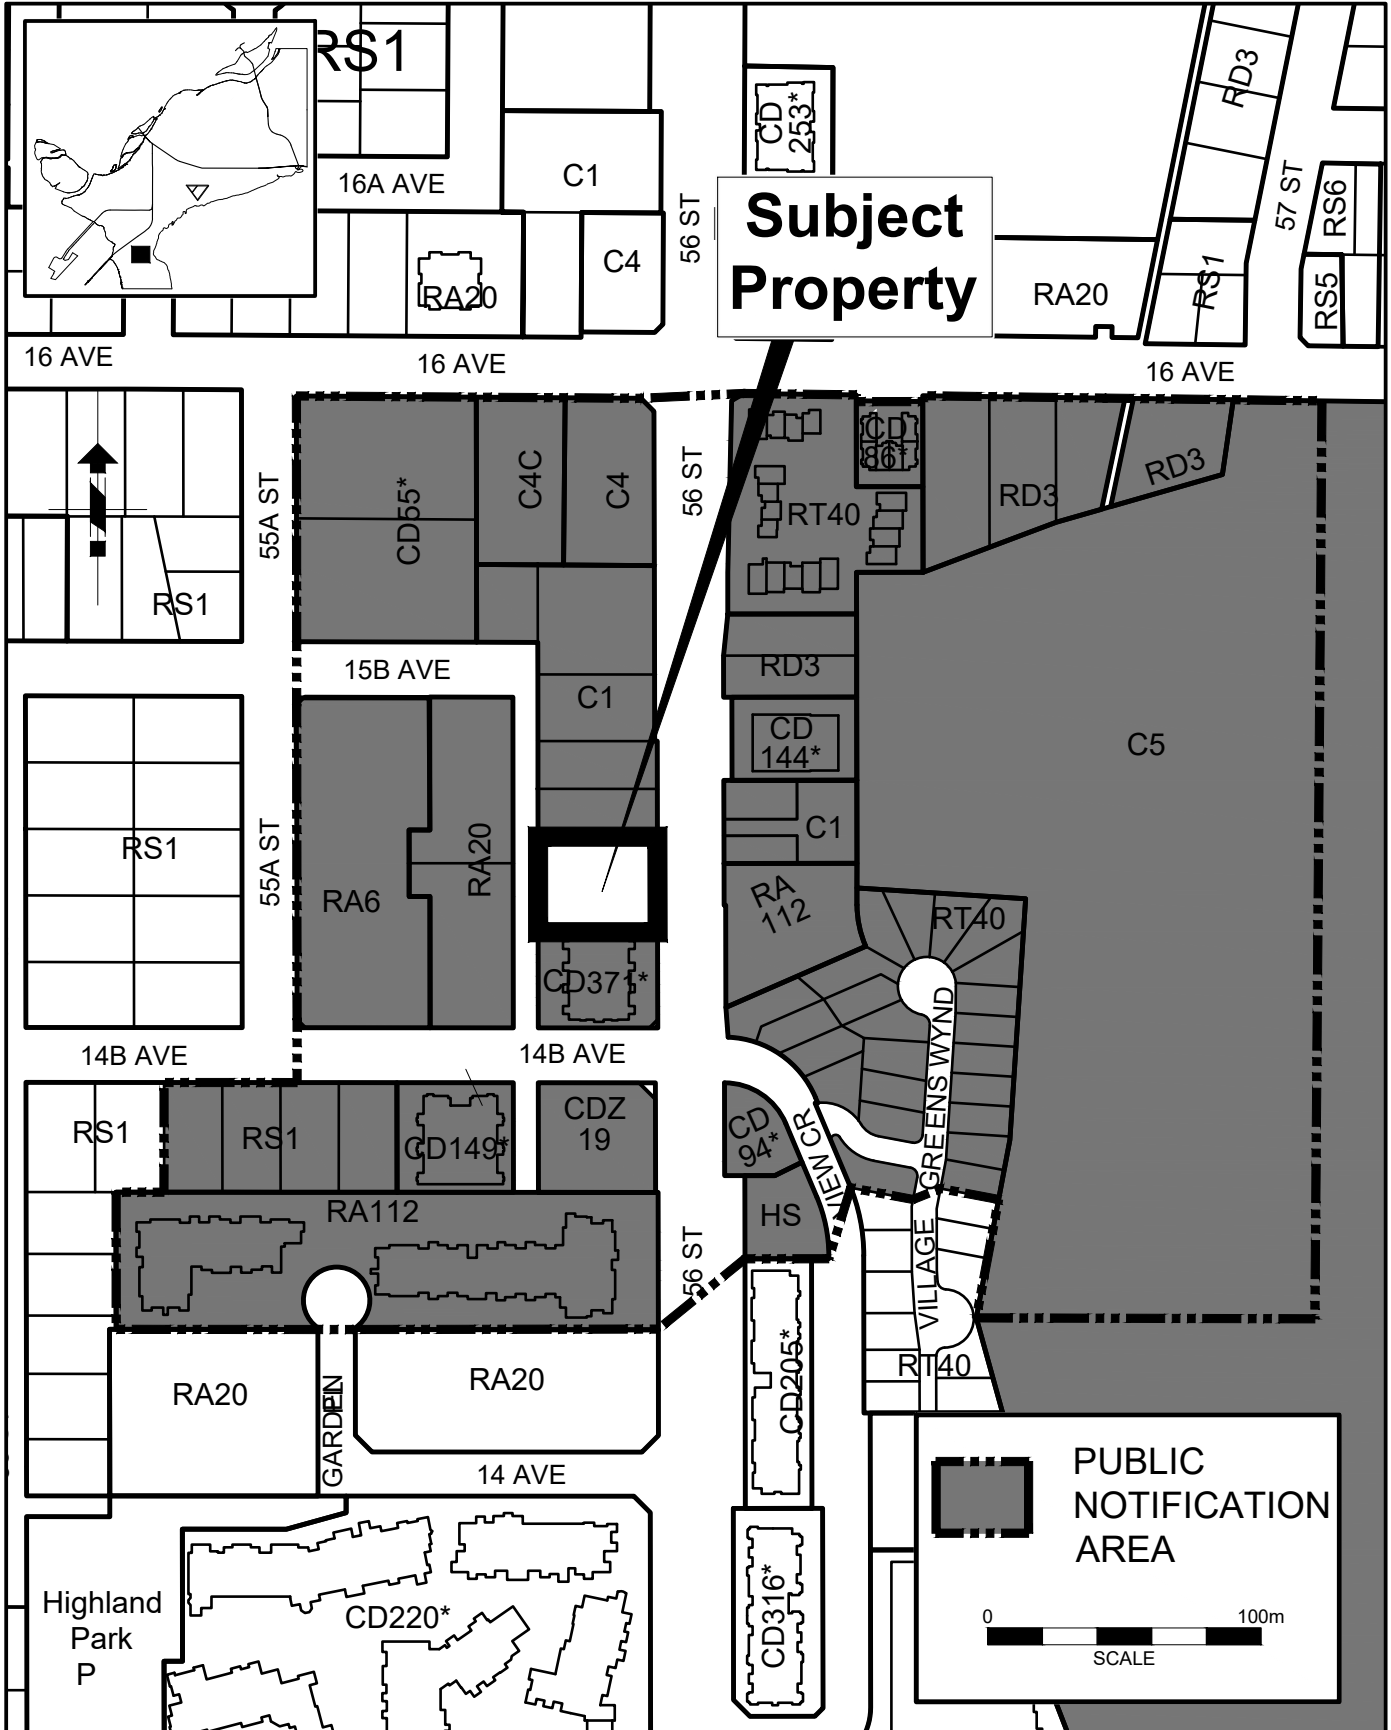 RS1
RD3
CD
253*
16A AVE
C1
56 ST
Subject
Property
57 ST
RS6
C4
RA20
RA20
RS1
RS5
16 AVE
16 AVE
16 AVE
CD55*
C4C
C4
56 ST
CD
86*
RD3
RD3
55A ST
RT40
RS1
15B AVE
RD3
C1
CD
144*
C5
RS1
55A ST
RA6
RA20
C1
RA
112
RT40
CD371*
GREENS WYND
14B AVE
14B AVE
RS1
RS1
CD149*
CDZ
19
CD
94*
VIEW CR
RA112
HS
56 ST
VILLAGE
RA20
GARDEN
PL
RA20
CD205*
RT40
14 AVE
PUBLIC
NOTIFICATION
AREA
Highland
Park
P
CD220*
CD316*
0
100m
SCALE